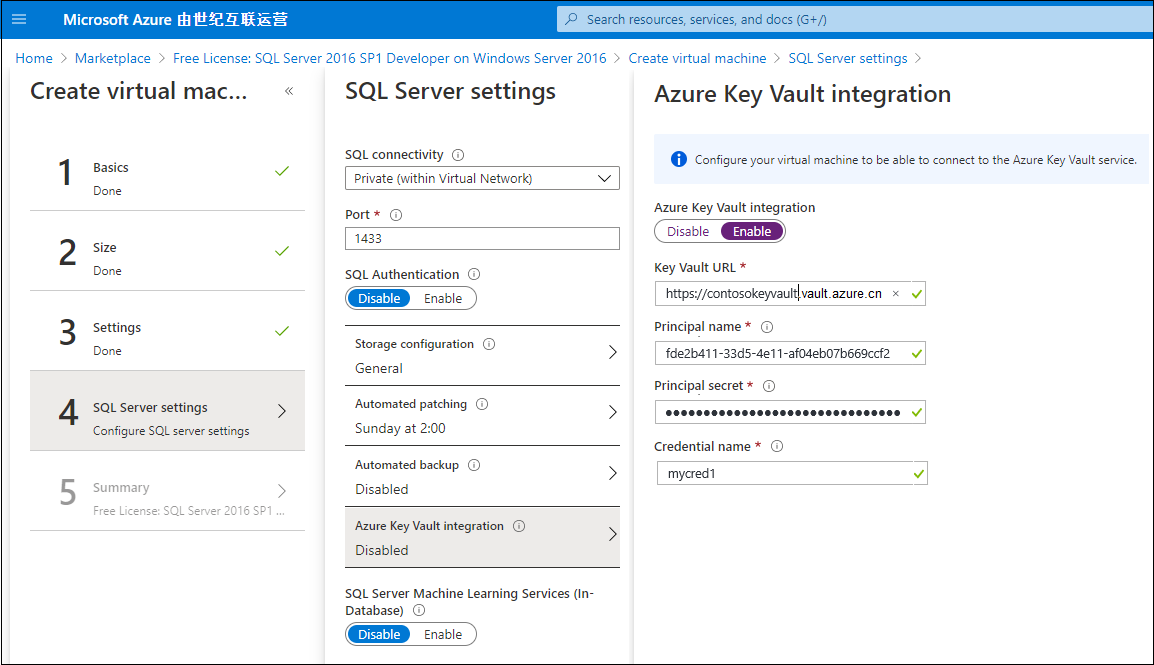 Microsoft Azure 由世纪互联运营
Search resources, services, and docs (G+/)
Home > Marketplace > Free License: SQL Server 2016 SP1 Developer on Windows Server 2016 > Create virtual machine > SQL Server settings >
Create virtual mac... «
1 Basics
Done
2 Size
Done
3 Settings
Done
4 SQL Server settings
Configure SQL server settings
5 Summary
Free License: SQL Server 2016 SP1 ...
SQL Server settings
SQL connectivity
Private (within Virtual Network)
Port *
1433
SQL Authentication
Disable Enable
Storage configuration
General
Automated patching
Sunday at 2:00
Automated backup
Disabled
Azure Key Vault integration
Disabled
SQL Server Machine Learning Services (In-
Database)
Disable Enable
Azure Key Vault integration
Configure your virtual machine to be able to connect to the Azure Key Vault service.
Azure Key Vault integration
Disable Enable
Key Vault URL *
https://contosokeyvault.vault.azure.cn
Principal name *
fde2b411-33d5-4e11-af04eb07b669ccf2
Principal secret *
Credential name *
mycred1